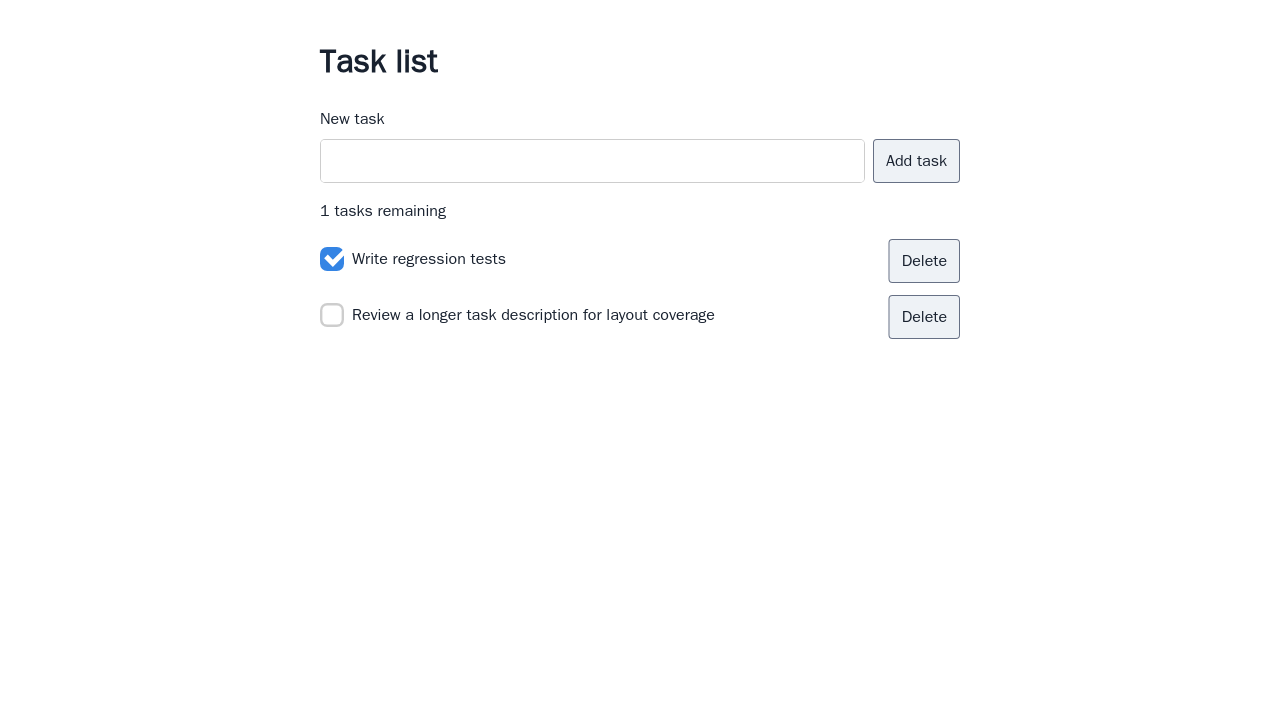 Task list
New task
Add task
1 tasks remaining
Write regression tests
Delete
Review a longer task description for layout coverage
Delete